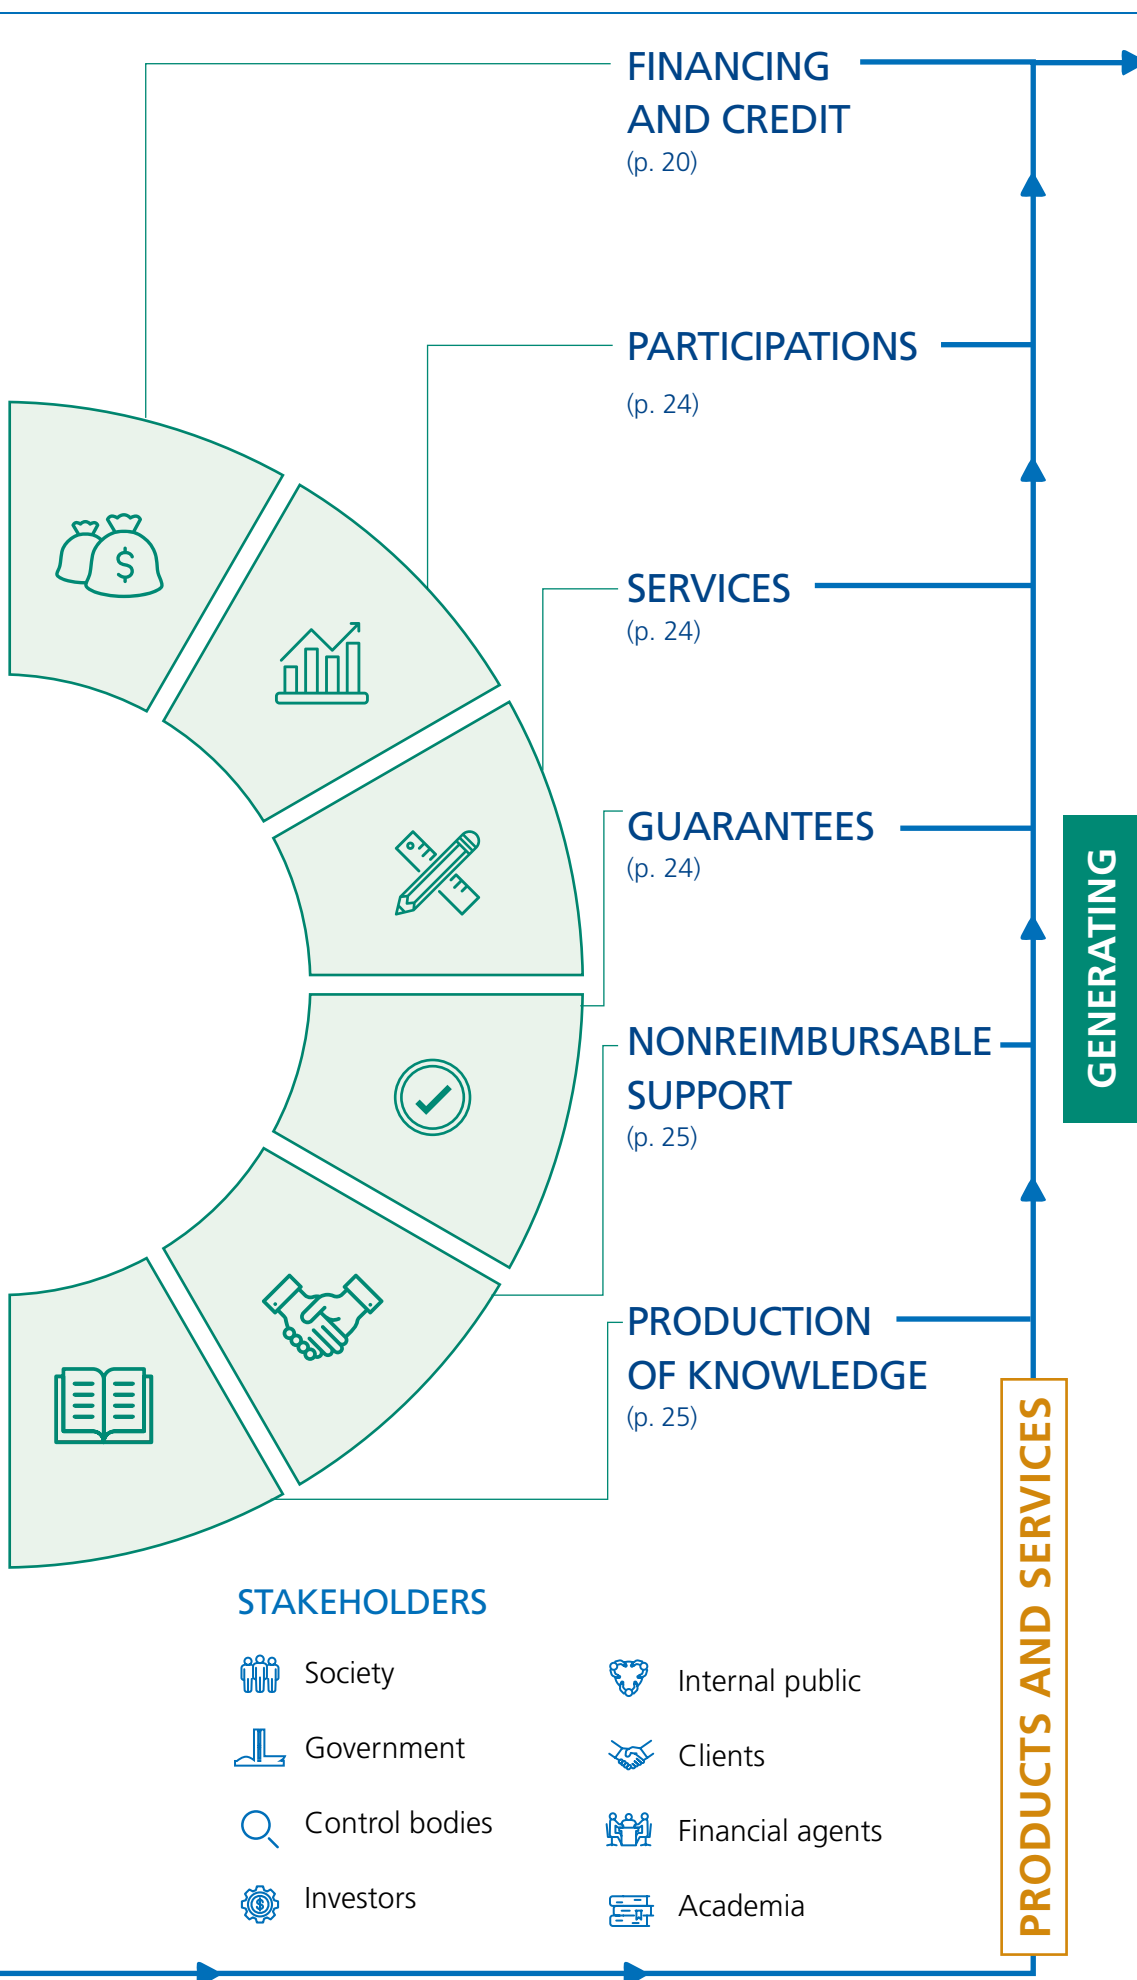 FINANCING
AND CREDIT
(p. 20)
PARTICIPATIONS
(p. 24)
SERVICES
(p. 24)
GUARANTEES
(p. 24)
NONREIMBURSABLE
SUPPORT
(p. 25)
PRODUCTION
OF KNOWLEDGE
(p. 25)
GENERATING
PRODUCTS AND SERVICES
$
STAKEHOLDERS
Society
Government
Control bodies
$
Investors
Internal public
Clients
Financial agents
Academia